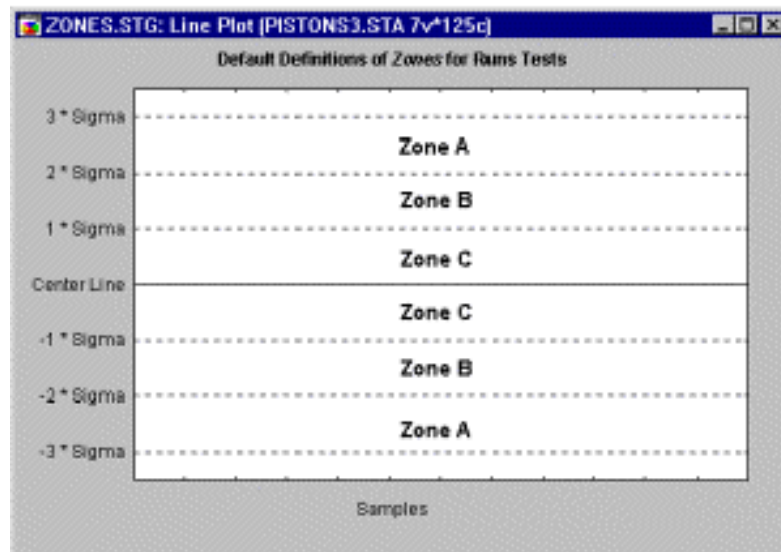 ZONES.STG: Line Plot (PISTONS3.STA 7v*125c)
Default Definitions of Zones for Runs Tests
3 * Sigma
Zone A
2 * Sigma
Zone B
1 * Sigma
Zone C
Center Line
Zone C
-1 * Sigma
Zone B
-2 * Sigma
Zone A
-3 * Sigma
Samples